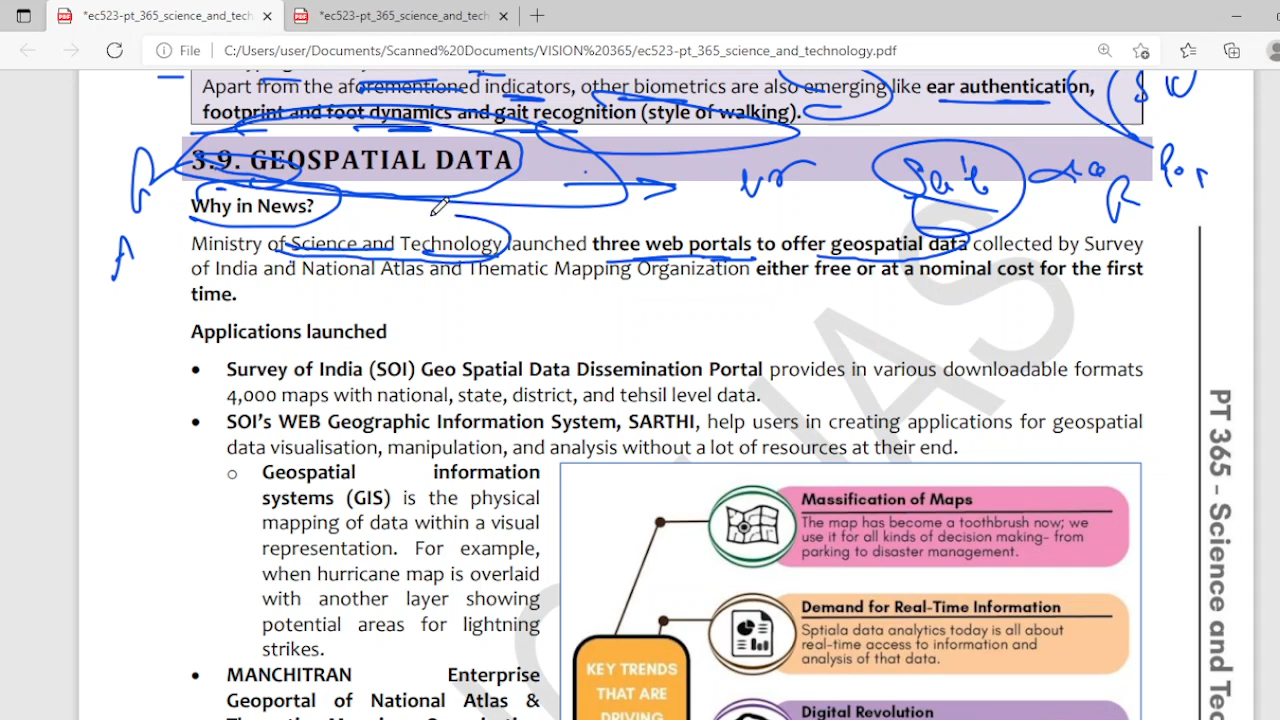 *ec523-pt_365_science_and_tech
*ec523-pt_365_science_and_tech
File
C:/Users/user/Documents/Scanned%20Documents/VISION%20365/ec523-pt_365_science_and_technology.pdf
Apart from the aforementioned indicators, other biometrics are also emerging like ear authentication,
footprint and foot dynamics and gait recognition (style of walking).
3.9. GEOSPATIAL DATA
Why in News?
Ministry of Science and Technology launched three web portals to offer geospatial data collected by Survey
of India and National Atlas and Thematic Mapping Organization either free or at a nominal cost for the first
time.
Applications launched
• Survey of India (SOI) Geo Spatial Data Dissemination Portal provides in various downloadable formats
4,000 maps with national, state, district, and tehsil level data.
• SOI's WEB Geographic Information System, SARTHI, help users in creating applications for geospatial
data visualisation, manipulation, and analysis without a lot of resources at their end.
o Geospatial information
systems (GIS) is the physical
mapping of data within a visual
representation. For example,
when hurricane map is overlaid
with another layer showing
potential areas for lightning
strikes.
• MANCHITRAN Enterprise
Geoportal of National Atlas &
KEY TRENDS
THAT ARE
DRIVING
Massification of Maps
The map has become a toothbrush now; we
use it for all kinds of decision making- from
parking to disaster management.
Demand for Real-Time Information
Sptiala data analytics today is all about
real-time access to information and
analysis of that data.
Digital Revolution
PT 365 - Science and Tec